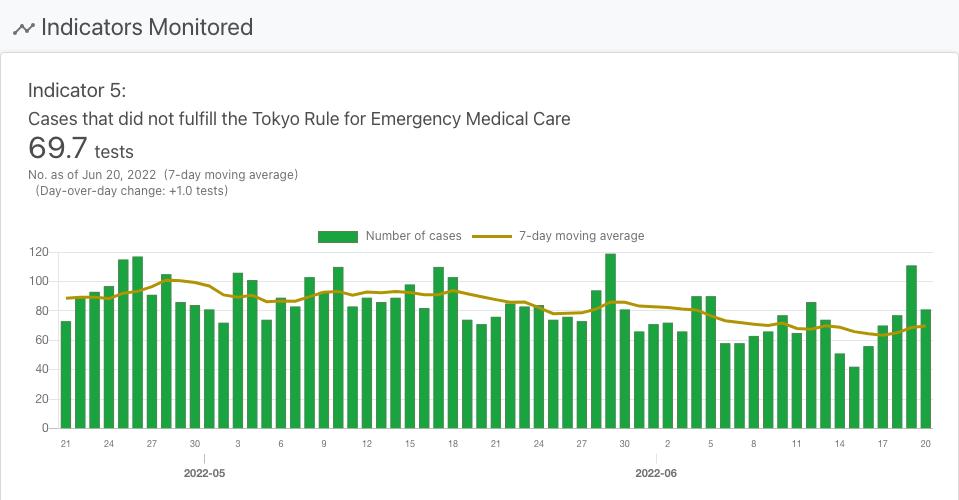 Indicators Monitored
Indicator 5:
Cases that did not fulfill the Tokyo Rule for Emergency Medical Care
69.7 tests
No. as of Jun 20, 2022 (7-day moving average)
(Day-over-day change: +1.0 tests)
Number of cases 7-day moving average
120
100
80
60
40
20
0
21 24 27 30 3 6 9 12 15 18 21 24 27 30 2 5 8 11 14 17 20
2022-05 2022-06